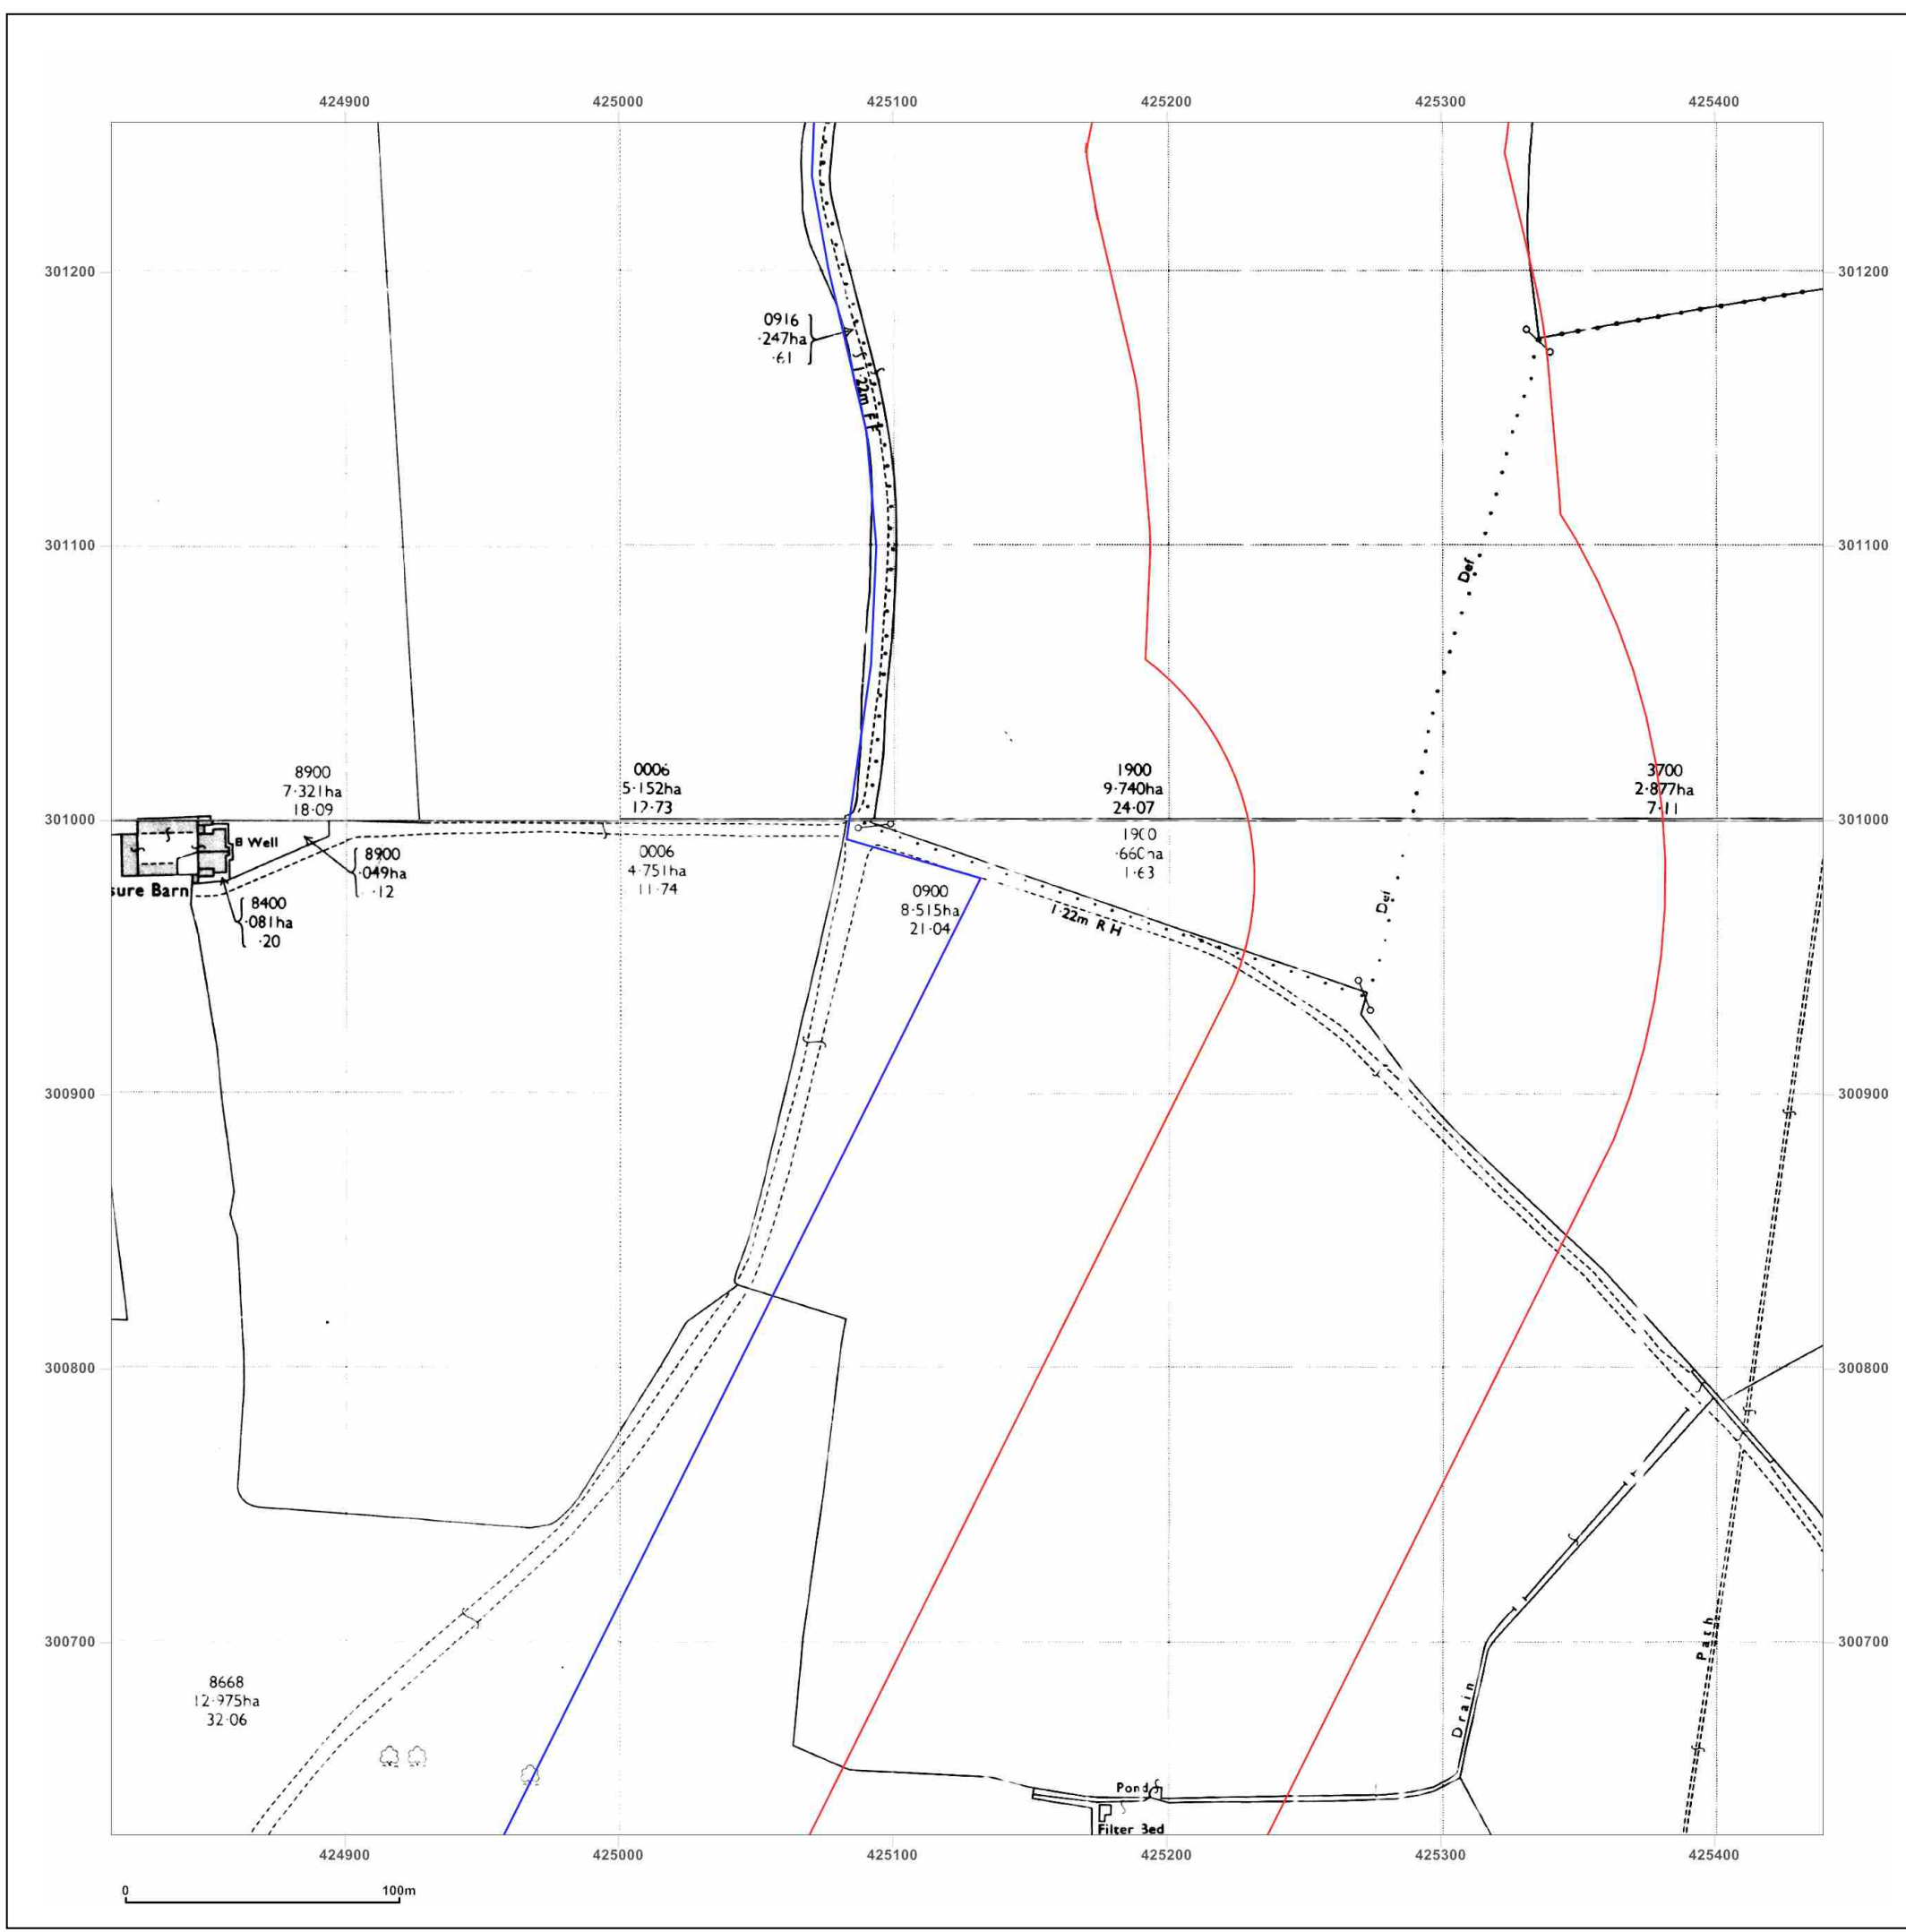 424900 425000 425100 425200 425300 425400
301200 301200
0916
·247ha
·61
1·22m FF
301100 301100
Def
8900
7·321ha
18·09
0006
5·152ha
12·73
1900
9·740ha
24·07
3700
2·877ha
7·11
301000 301000
B Well
sure Barn
8900
·049ha
·12
8400
·081ha
·20
0006
4·751ha
11·74
0900
8·515ha
21·04
1900
·660ha
1·63
1·22m RH
Def
300900 300900
300800 300800
300700 300700
8668
12·975ha
32·06
Path
Drain
Pond
Filter Bed
424900 425000 425100 425200 425300 425400
0 100m